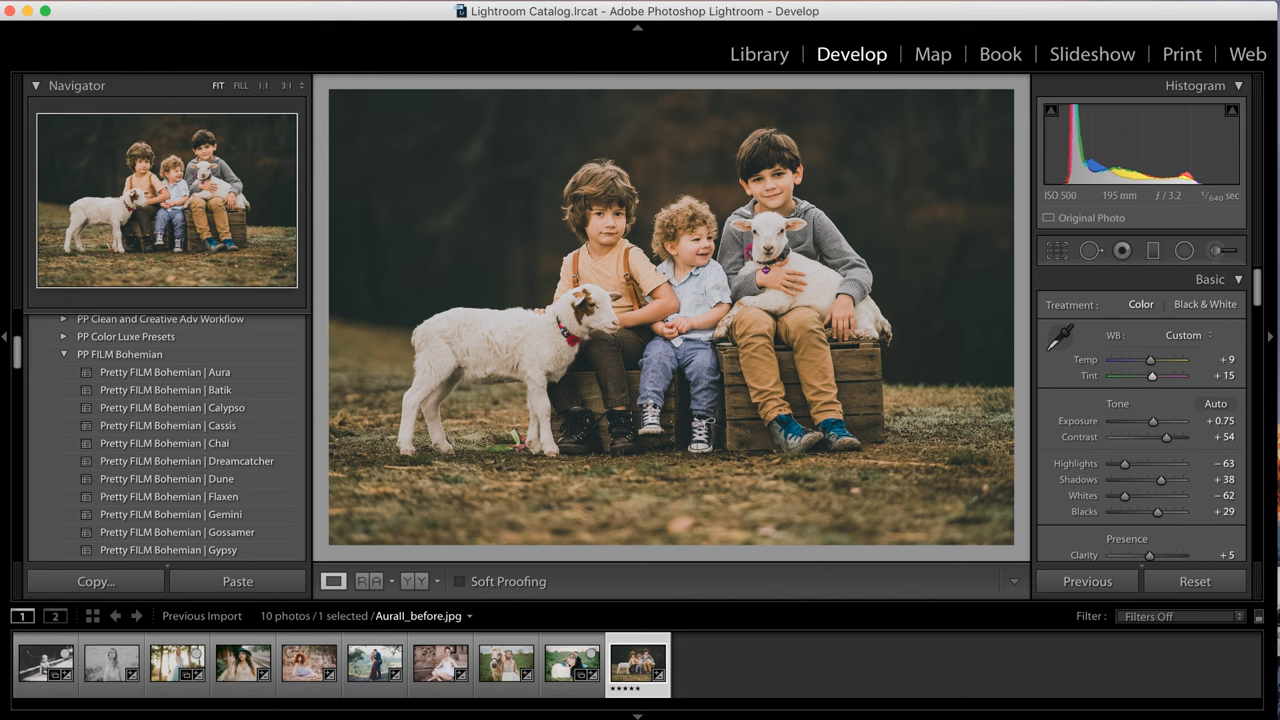 Lightroom Catalog.lrcat - Adobe Photoshop Lightroom - Develop
Library | Develop | Map | Book | Slideshow | Print | Web
Navigator FIT FILL 1:1 3:1
PP Clean and Creative Adv Workflow
PP Color Luxe Presets
PP FILM Bohemian
Pretty FILM Bohemian | Aura
Pretty FILM Bohemian | Batik
Pretty FILM Bohemian | Calypso
Pretty FILM Bohemian | Cassis
Pretty FILM Bohemian | Chai
Pretty FILM Bohemian | Dreamcatcher
Pretty FILM Bohemian | Dune
Pretty FILM Bohemian | Flaxen
Pretty FILM Bohemian | Gemini
Pretty FILM Bohemian | Gossamer
Pretty FILM Bohemian | Gypsy
Copy... Paste
R A Y Y Soft Proofing
Histogram
ISO 500 195 mm ƒ / 3.2 1/640 sec
Original Photo
Basic
Treatment : Color Black & White
WB : Custom
Temp + 9
Tint + 15
Tone Auto
Exposure + 0.75
Contrast + 54
Highlights – 63
Shadows + 38
Whites – 62
Blacks + 29
Presence
Clarity + 5
Previous Reset
1 2 Previous Import 10 photos / 1 selected / Aurall_before.jpg Filter : Filters Off